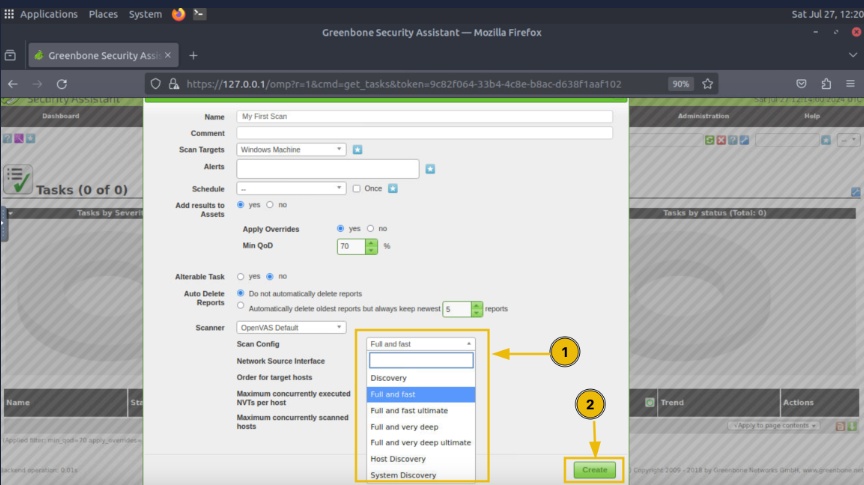 Applications Places System Sat Jul 27, 12:20
Greenbone Security Assistant — Mozilla Firefox
Greenbone Security Assis ×
https://127.0.0.1/omp?r=1&cmd=get_tasks&token=9c82f064-33b4-4c8e-b8ac-d638f1aaf102 90%
Security Assistant
Dashboard Administration Help
Name My First Scan
Comment
Scan Targets Windows Machine
Alerts
Schedule -- Once
Tasks (0 of 0)
Add results to Assets yes no
Tasks by Severi Tasks by status (Total: 0)
Apply Overrides yes no
Min QoD 70 %
Alterable Task yes no
Auto Delete Reports Do not automatically delete reports
Automatically delete oldest reports but always keep newest 5 reports
Scanner OpenVAS Default
Scan Config Full and fast
1
Network Source Interface
Order for target hosts Discovery
Maximum concurrently executed NVTs per host Full and fast
Name Trend Actions
2
Full and fast ultimate
Maximum concurrently scanned hosts Full and very deep
Apply to page contents
Full and very deep ultimate
Host Discovery
System Discovery
Create
Copyright 2009 - 2018 by Greenbone Networks GmbH, www.greenbone.net